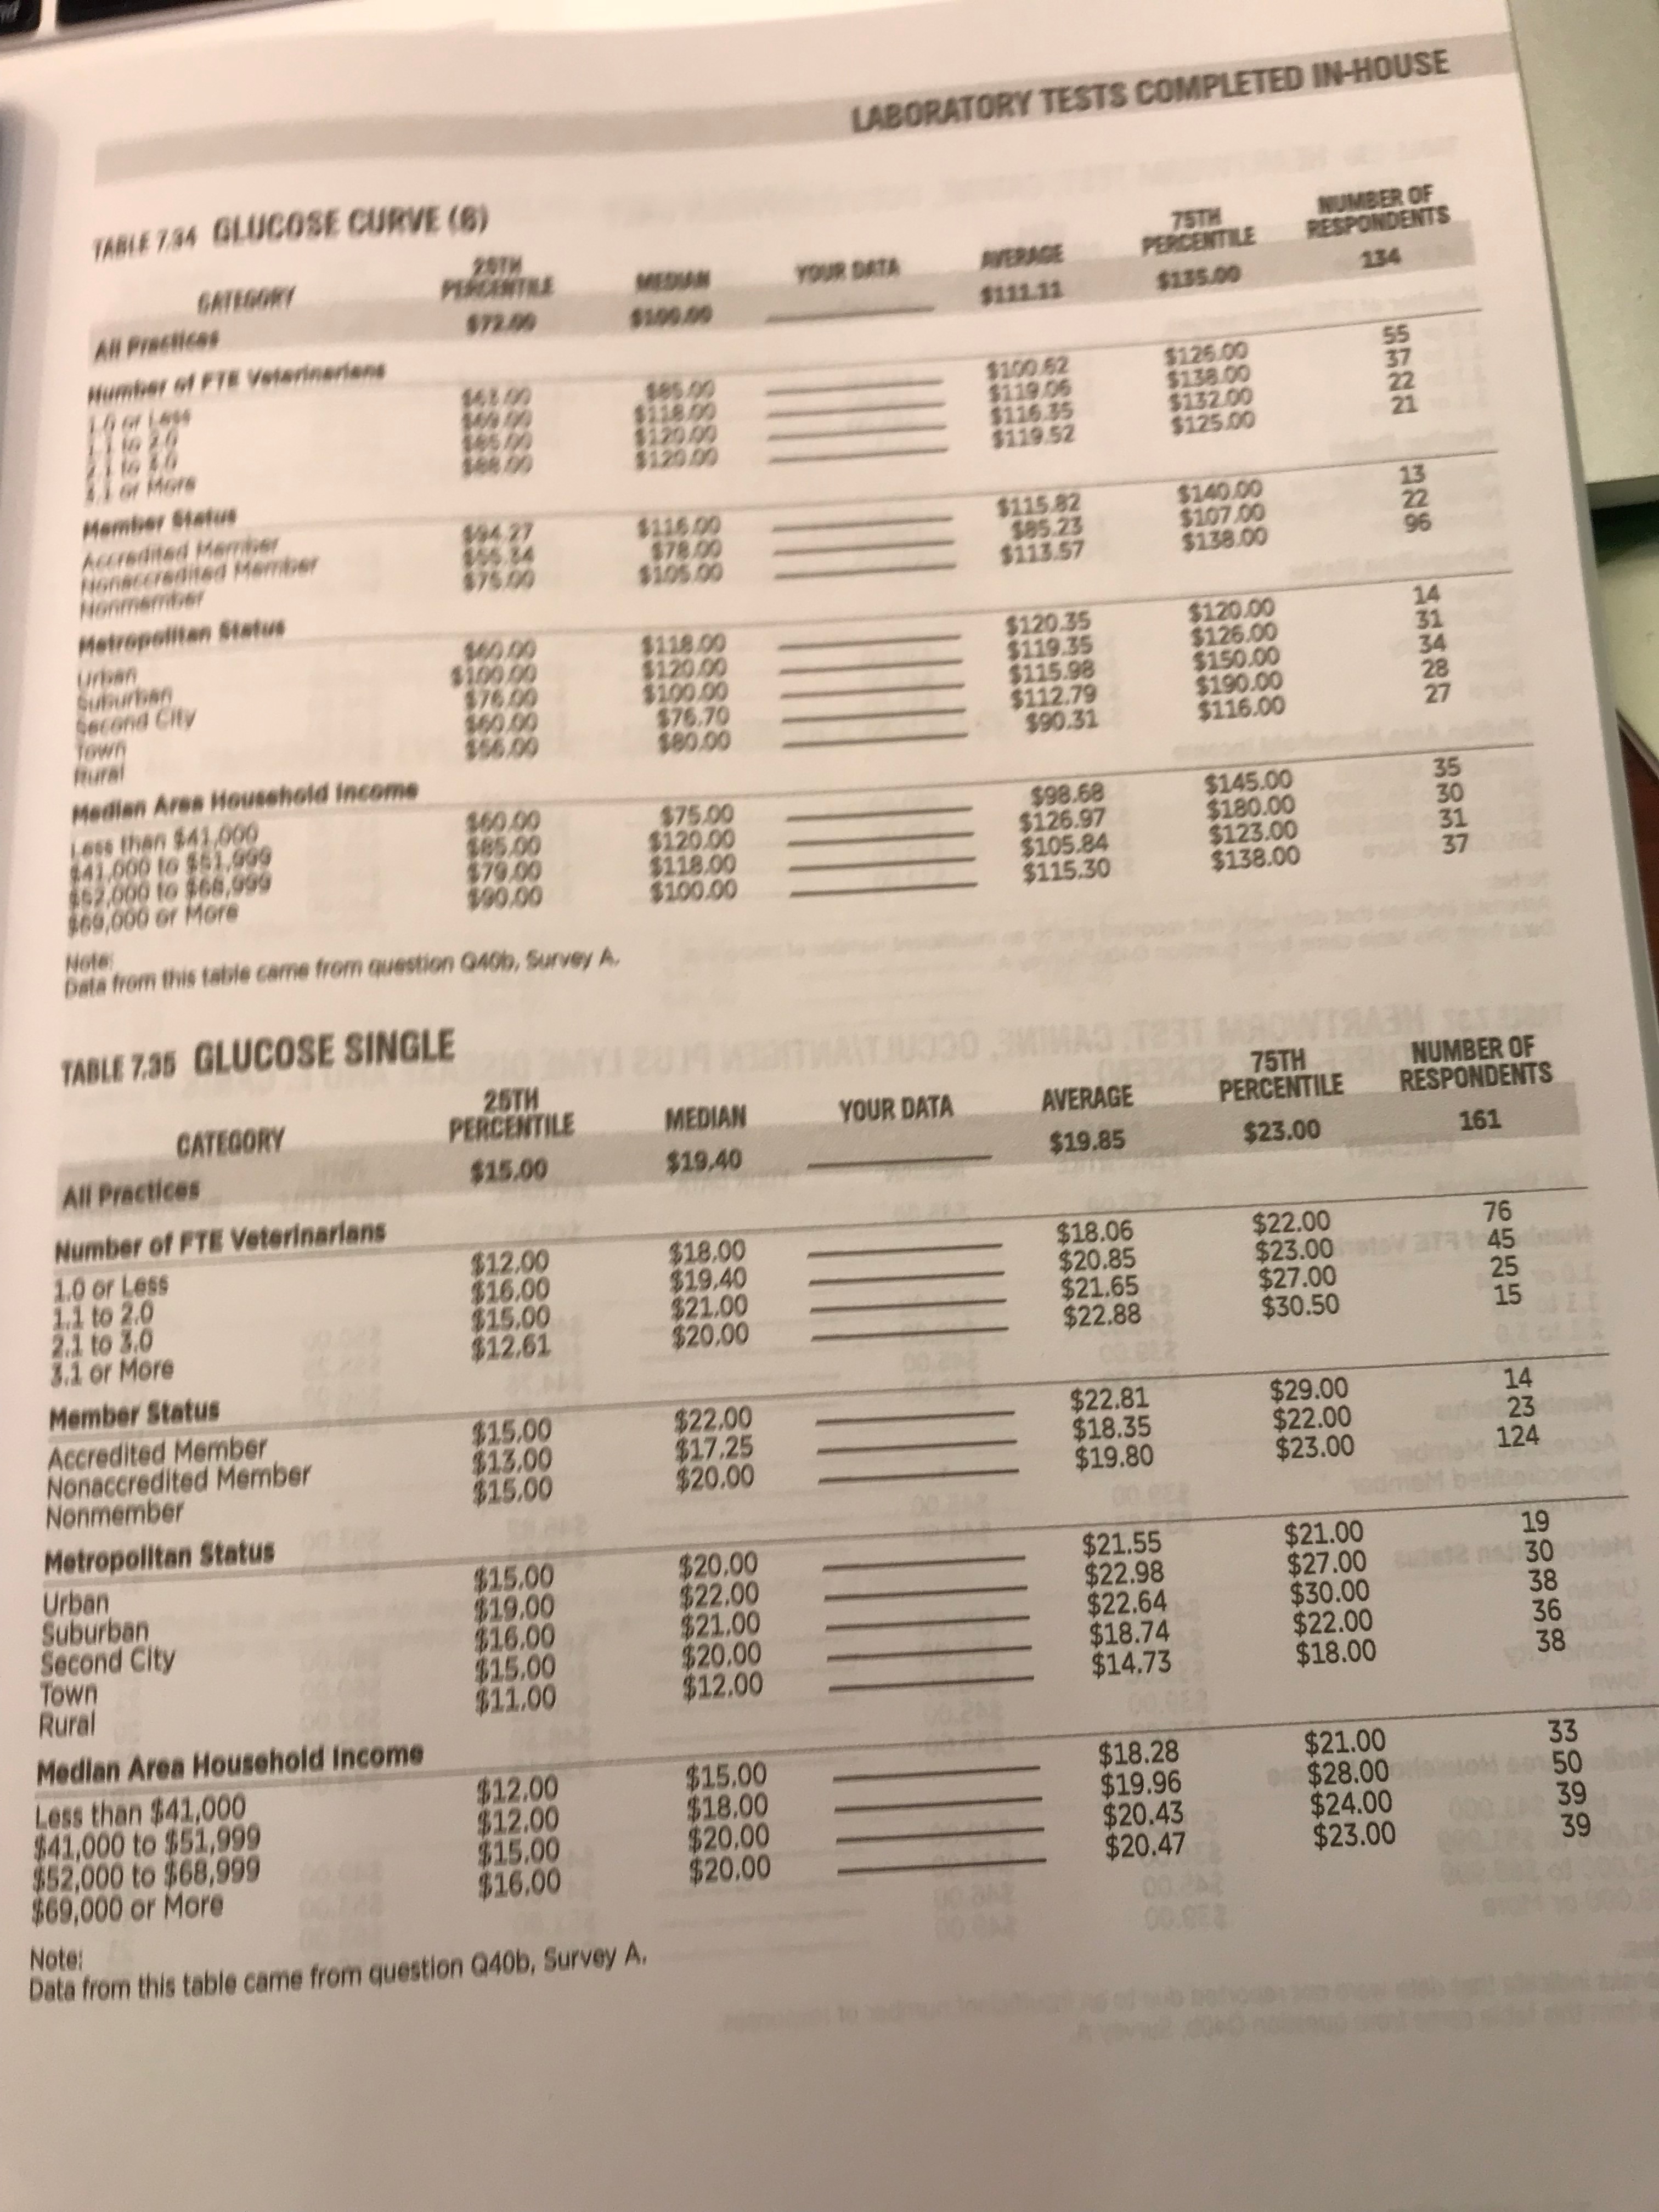 LABORATORY TESTS COMPLETED IN-HOUSE
TABLE 7.34 GLUCOSE CURVE (6)
CATEGORY 25TH PERCENTILE MEDIAN YOUR DATA AVERAGE 75TH PERCENTILE NUMBER OF RESPONDENTS
All Practices $72.00 $100.00 $111.11 $135.00 134
Number of FTE Veterinarians
1.0 or Less $85.00 $100.62 $126.00 55
1.1 to 2.0 $69.00 $118.00 $119.06 $138.00 37
2.1 to 3.0 $85.00 $120.00 $116.35 $132.00 22
3.1 or More $88.00 $120.00 $119.52 $125.00 21
Member Status
Accredited Member $94.27 $116.00 $115.82 $140.00 13
Nonaccredited Member $78.00 $85.23 $107.00 22
Nonmember $75.00 $105.00 $113.57 $138.00 96
Metropolitan Status
Urban $60.00 $118.00 $120.35 $120.00 14
Suburban $100.00 $120.00 $119.35 $126.00 31
Second City $76.00 $100.00 $115.98 $150.00 34
Town $60.00 $76.70 $112.79 $190.00 28
Rural $56.00 $80.00 $90.31 $116.00 27
Median Area Household Income
Less than $41,000 $60.00 $75.00 $98.68 $145.00 35
$41,000 to $51,999 $85.00 $120.00 $126.97 $180.00 30
$52,000 to $68,999 $79.00 $118.00 $105.84 $123.00 31
$69,000 or More $90.00 $100.00 $115.30 $138.00 37
Note:
Data from this table came from question Q40b, Survey A.
TABLE 7.35 GLUCOSE SINGLE
CATEGORY 25TH PERCENTILE MEDIAN YOUR DATA AVERAGE 75TH PERCENTILE NUMBER OF RESPONDENTS
All Practices $15.00 $19.40 $19.85 $23.00 161
Number of FTE Veterinarians
1.0 or Less $12.00 $18.00 $18.06 $22.00 76
1.1 to 2.0 $16.00 $19.40 $20.85 $23.00 45
2.1 to 3.0 $15.00 $21.00 $21.65 $27.00 25
3.1 or More $12.61 $20.00 $22.88 $30.50 15
Member Status
Accredited Member $15.00 $22.00 $22.81 $29.00 14
Nonaccredited Member $13.00 $17.25 $18.35 $22.00 23
Nonmember $15.00 $20.00 $19.80 $23.00 124
Metropolitan Status
Urban $15.00 $20.00 $21.55 $21.00 19
Suburban $19.00 $22.00 $22.98 $27.00 30
Second City $16.00 $21.00 $22.64 $30.00 38
Town $15.00 $20.00 $18.74 $22.00 36
Rural $11.00 $12.00 $14.73 $18.00 38
Median Area Household Income
Less than $41,000 $12.00 $15.00 $18.28 $21.00 33
$41,000 to $51,999 $12.00 $18.00 $19.96 $28.00 50
$52,000 to $68,999 $15.00 $20.00 $20.43 $24.00 39
$69,000 or More $16.00 $20.00 $20.47 $23.00 39
Note:
Data from this table came from question Q40b, Survey A.